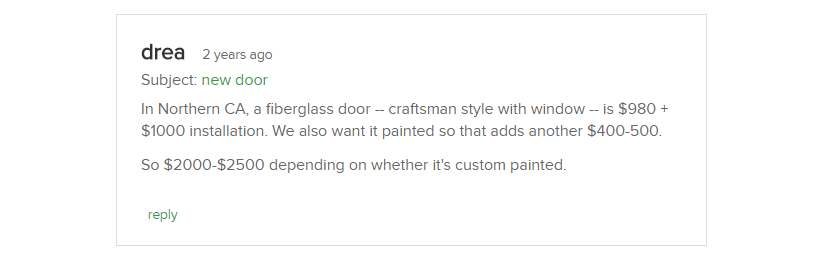 drea 2 years ago
Subject: new door
In Northern CA, a fiberglass door -- craftsman style with window -- is $980 +
$1000 installation. We also want it painted so that adds another $400-500.
So $2000-$2500 depending on whether it's custom painted.
reply